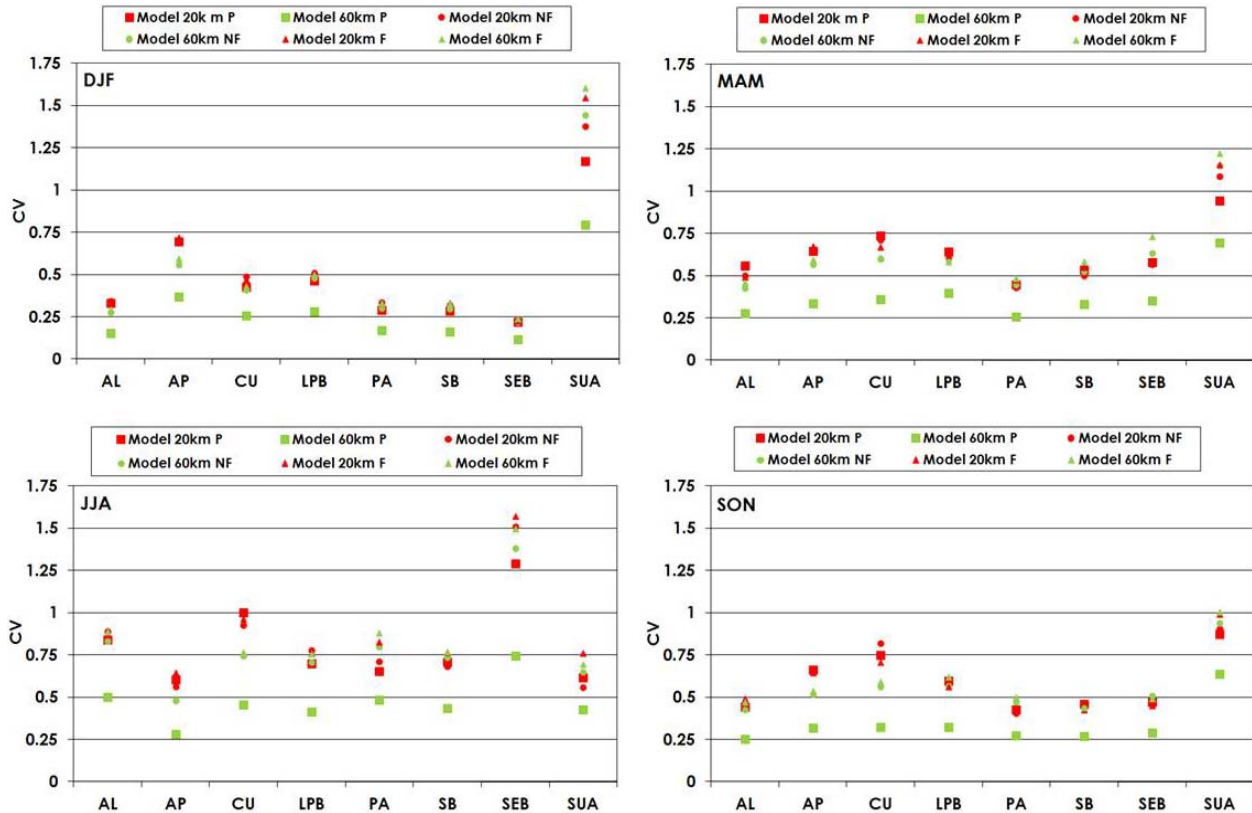 Model 20k m P Model 60km P Model 20km NF
Model 60km NF Model 20km F Model 60km F
DJF
CV
1.75
1.5
1.25
1
0.75
0.5
0.25
0
AL AP CU LPB PA SB SEB SUA
Model 20k m P Model 60km P Model 20km NF
Model 60km NF Model 20km F Model 60km F
MAM
CV
1.75
1.5
1.25
1
0.75
0.5
0.25
0
AL AP CU LPB PA SB SEB SUA
Model 20km P Model 60km P Model 20km NF
Model 60km NF Model 20km F Model 60km F
JJA
CV
1.75
1.5
1.25
1
0.75
0.5
0.25
0
AL AP CU LPB PA SB SEB SUA
Model 20km P Model 60km P Model 20km NF
Model 60km NF Model 20km F Model 60km F
SON
CV
1.75
1.5
1.25
1
0.75
0.5
0.25
0
AL AP CU LPB PA SB SEB SUA